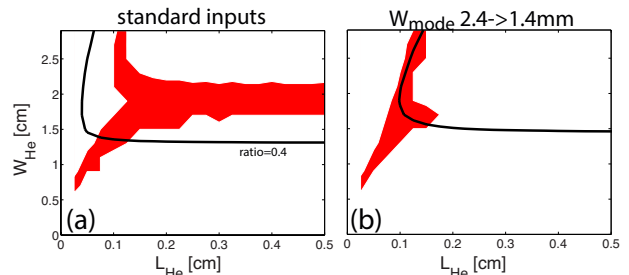 standard inputs
W_mode 2.4->1.4mm
2.5
2
1.5
1
0.5
0
W_He [cm]
ratio=0.4
(a)
(b)
0 0.1 0.2 0.3 0.4 0.5
0 0.1 0.2 0.3 0.4 0.5
L_He [cm]
L_He [cm]